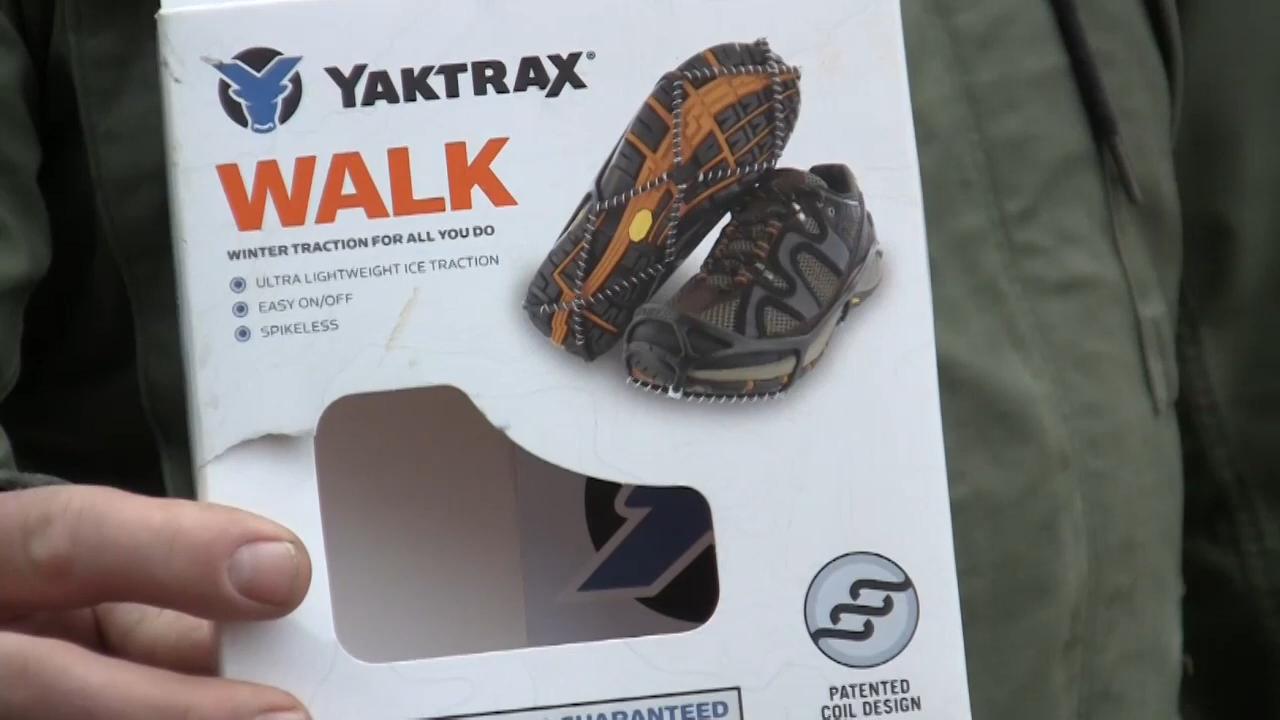 YAKTRAX®
WALK
WINTER TRACTION FOR ALL YOU DO
ULTRA LIGHTWEIGHT ICE TRACTION
EASY ON/OFF
SPIKELESS
PATENTED
COIL DESIGN
GUARANTEED